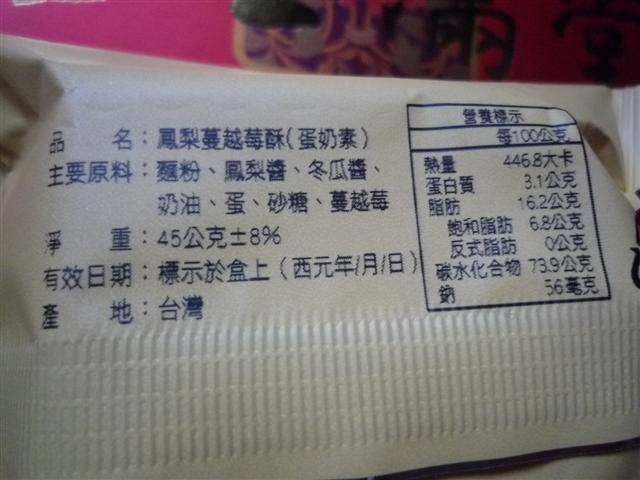 滿堂
品名：鳳梨蔓越莓酥(蛋奶素)
主要原料：麵粉、鳳梨醬、冬瓜醬、
奶油、蛋、砂糖、蔓越莓
淨重：45公克±8%
有效日期：標示於盒上（西元年/月/日）
產地：台灣
營養標示
每100公克
熱量 446.8大卡
蛋白質 3.1公克
脂肪 16.2公克
飽和脂肪 6.8公克
反式脂肪 0公克
碳水化合物 73.9公克
鈉 56毫克